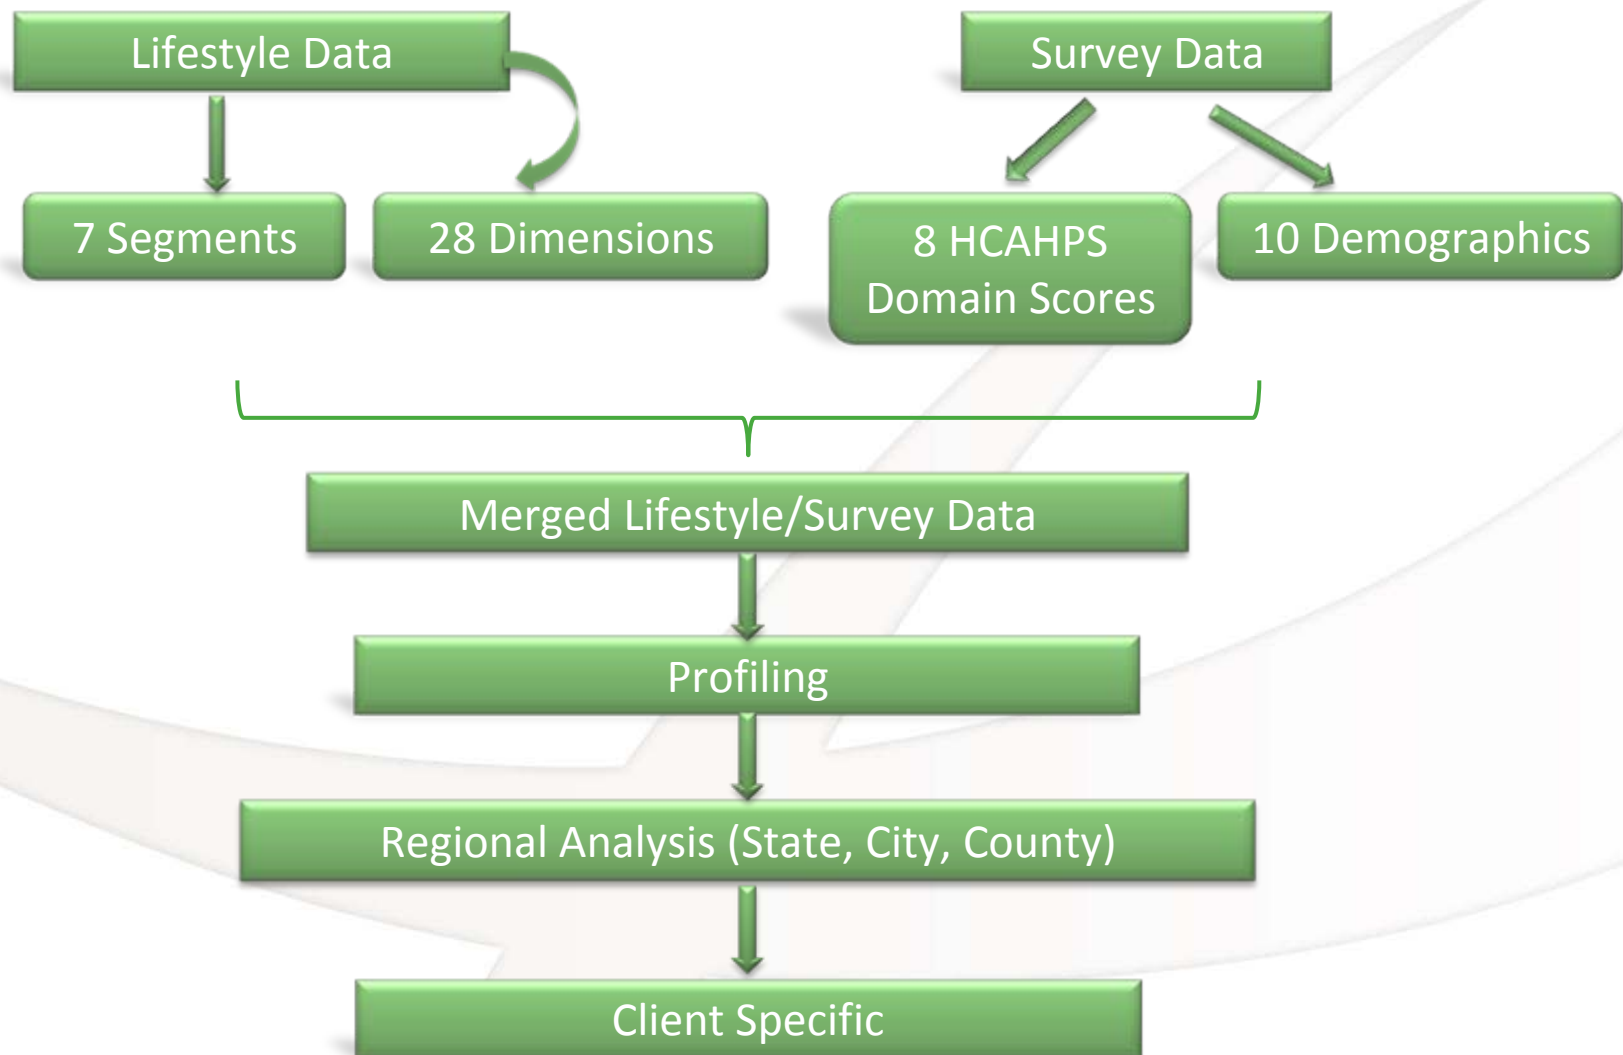 Lifestyle Data
Survey Data
7 Segments
28 Dimensions
8 HCAHPS
Domain Scores
10 Demographics
Merged Lifestyle/Survey Data
Profiling
Regional Analysis (State, City, County)
Client Specific